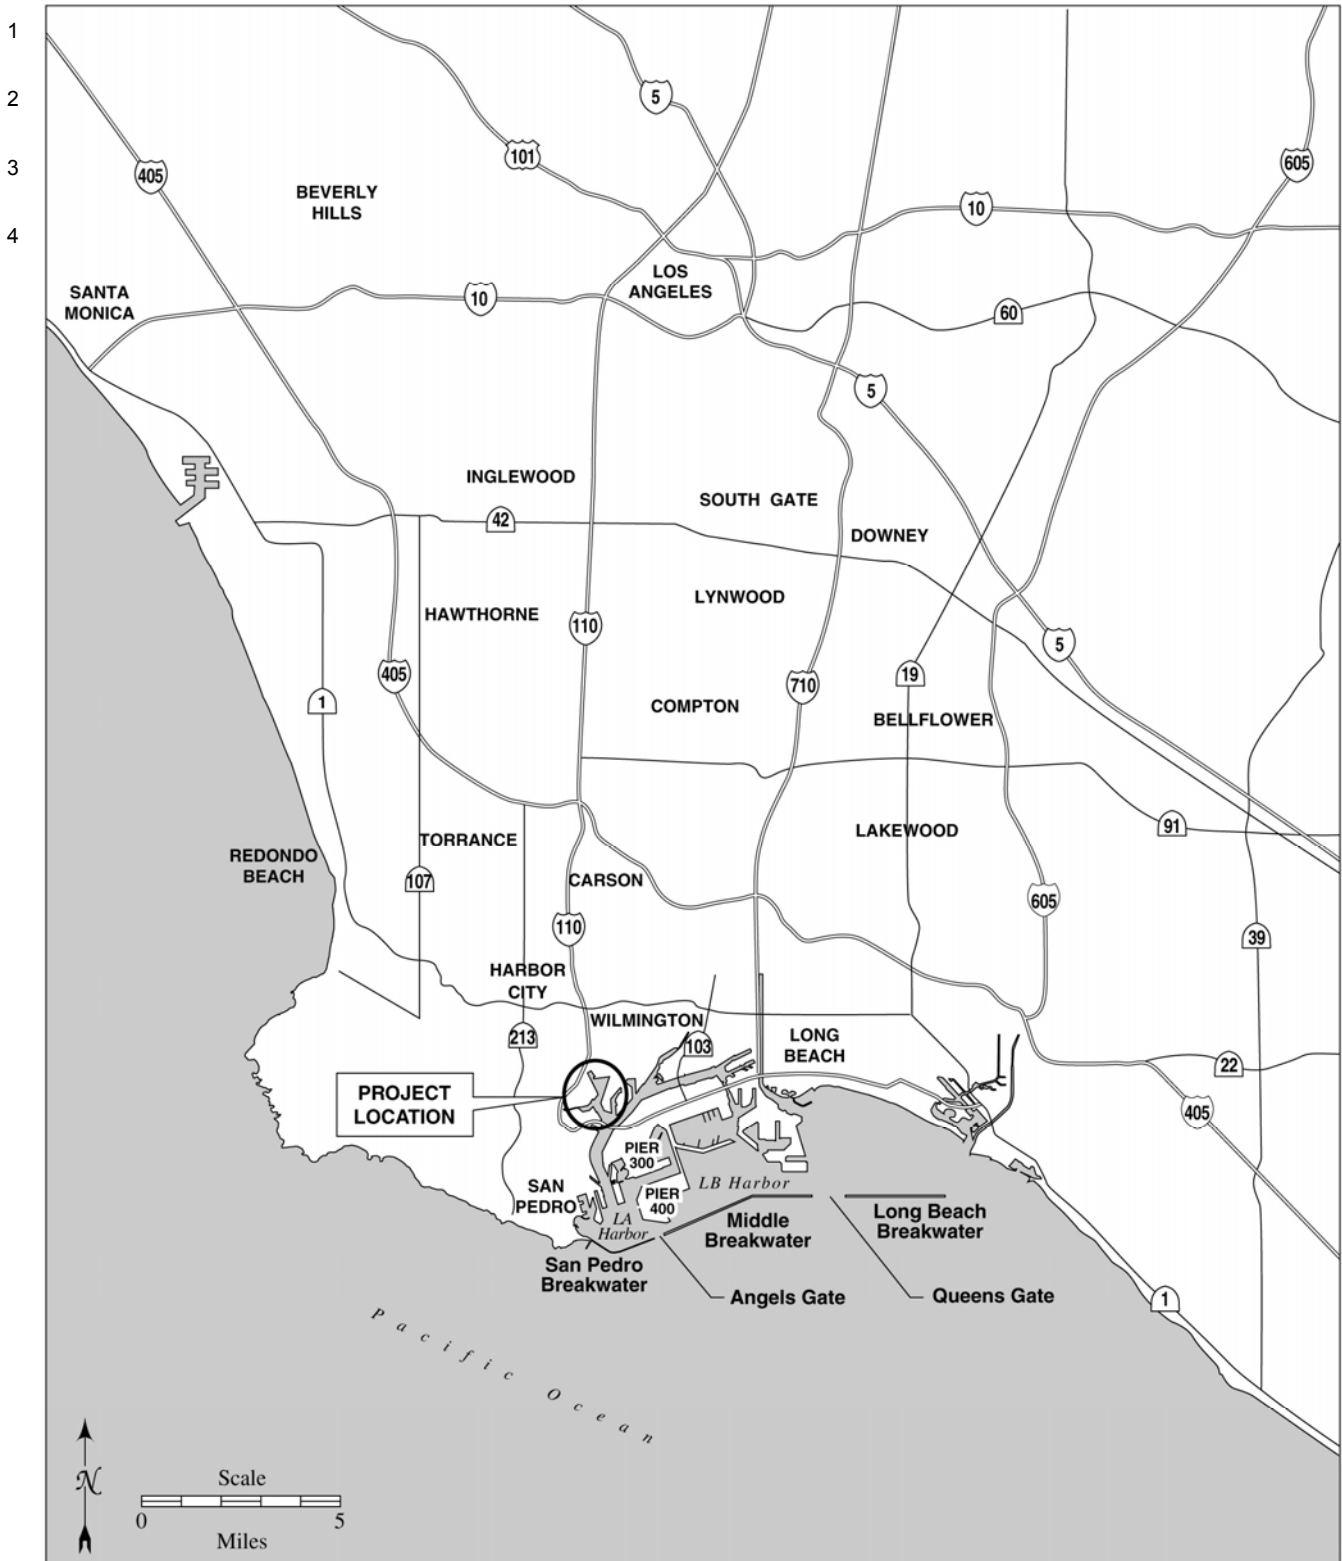 1
2
5
101
3
605
405
BEVERLY
HILLS
10
4
LOS
ANGELES
SANTA
MONICA
10
60
5
INGLEWOOD
SOUTH GATE
42
DOWNEY
LYNWOOD
HAWTHORNE
110
5
405
19
710
1
COMPTON
BELLFLOWER
91
LAKEWOOD
TORRANCE
REDONDO
BEACH
107
CARSON
605
110
39
HARBOR
CITY
WILMINGTON
213
103
LONG
BEACH
22
PROJECT
LOCATION
405
PIER
300
SAN
PEDRO
PIER
400
LB Harbor
LA
Harbor
Middle
Breakwater
Long Beach
Breakwater
San Pedro
Breakwater
Angels Gate
Queens Gate
1
Pacific Ocean
N
Scale
0 5
Miles